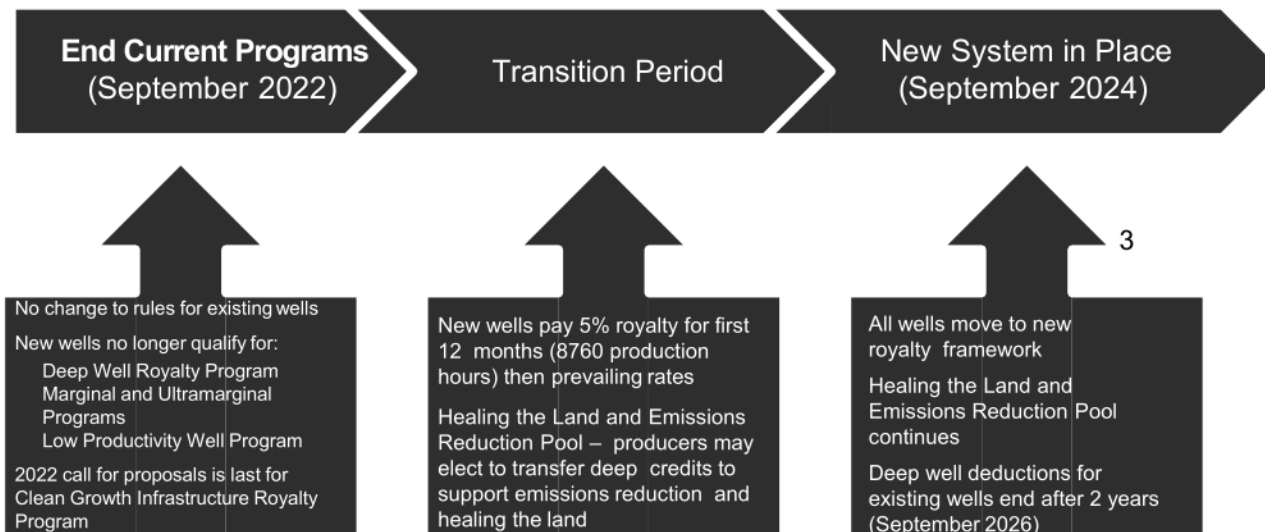 End Current Programs
(September 2022)
Transition Period
New System in Place
(September 2024)
3
No change to rules for existing wells
New wells no longer qualify for:
Deep Well Royalty Program
Marginal and Ultramarginal
Programs
Low Productivity Well Program
2022 call for proposals is last for
Clean Growth Infrastructure Royalty
Program
New wells pay 5% royalty for first
12 months (8760 production
hours) then prevailing rates
Healing the Land and Emissions
Reduction Pool – producers may
elect to transfer deep credits to
support emissions reduction and
healing the land
All wells move to new
royalty framework
Healing the Land and
Emissions Reduction Pool
continues
Deep well deductions for
existing wells end after 2 years
(September 2026)